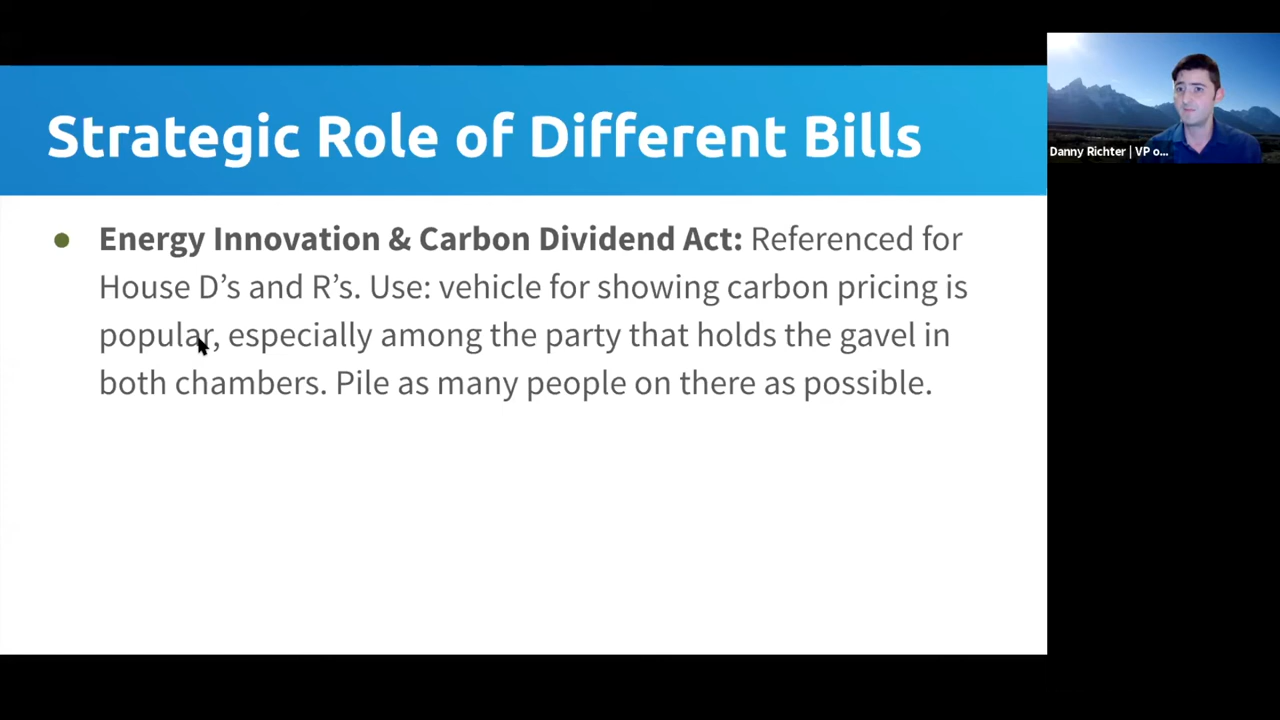 Strategic Role of Different Bills
Danny Richter | VP o...
● Energy Innovation & Carbon Dividend Act: Referenced for
House D’s and R’s. Use: vehicle for showing carbon pricing is
popular, especially among the party that holds the gavel in
both chambers. Pile as many people on there as possible.